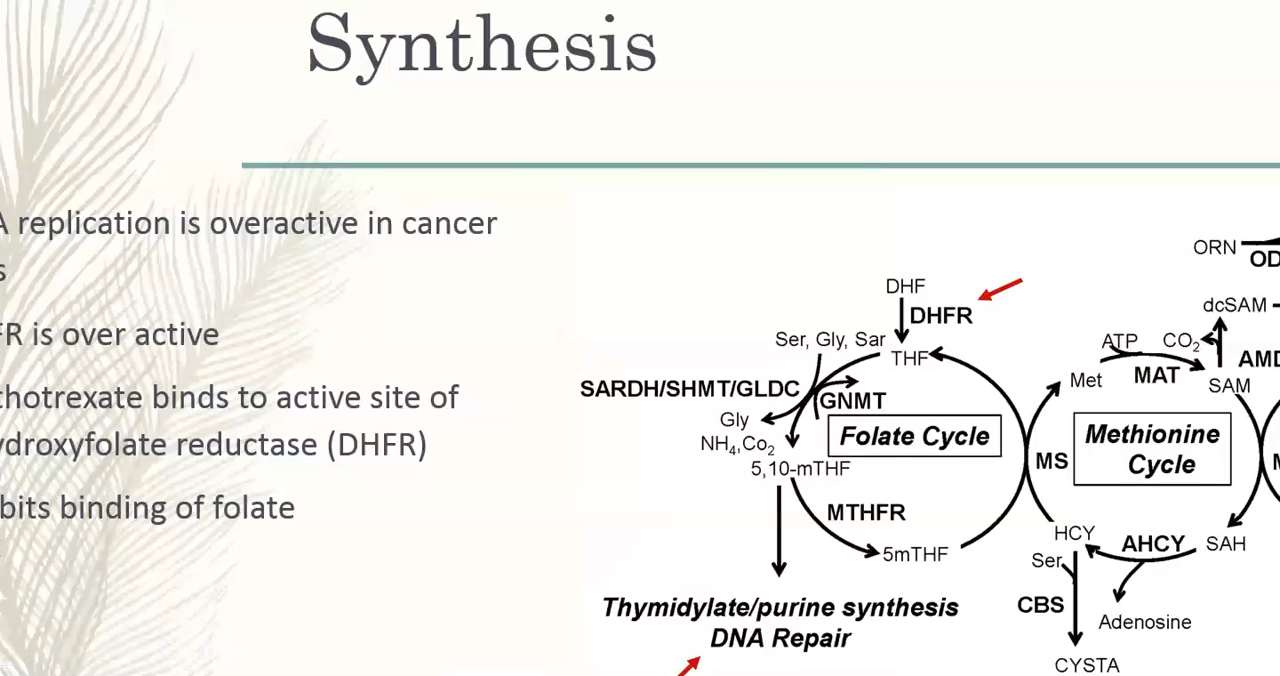 Synthesis
A replication is overactive in cancer
s
FR is over active
thotrexate binds to active site of
ydroxyfolate reductase (DHFR)
bits binding of folate
ORN
OD
DHF
DHFR
dcSAM
Ser, Gly, Sar
THF
ATP
CO2
AMD
Met
MAT
SAM
SARDH/SHMT/GLDC
GNMT
Gly
NH4,Co2
Folate Cycle
Methionine
Cycle
5,10-mTHF
MS
MTHFR
HCY
AHCY
SAH
5mTHF
Ser
CBS
Adenosine
Thymidylate/purine synthesis
DNA Repair
CYSTA